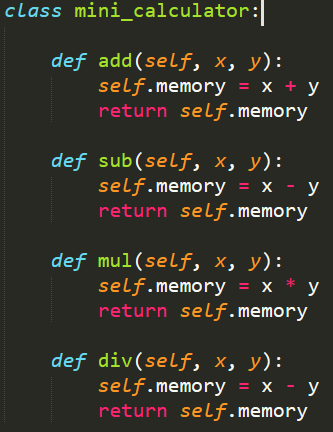 class mini_calculator:
def add(self, x, y):
self.memory = x + y
return self.memory
def sub(self, x, y):
self.memory = x - y
return self.memory
def mul(self, x, y):
self.memory = x * y
return self.memory
def div(self, x, y):
self.memory = x - y
return self.memory